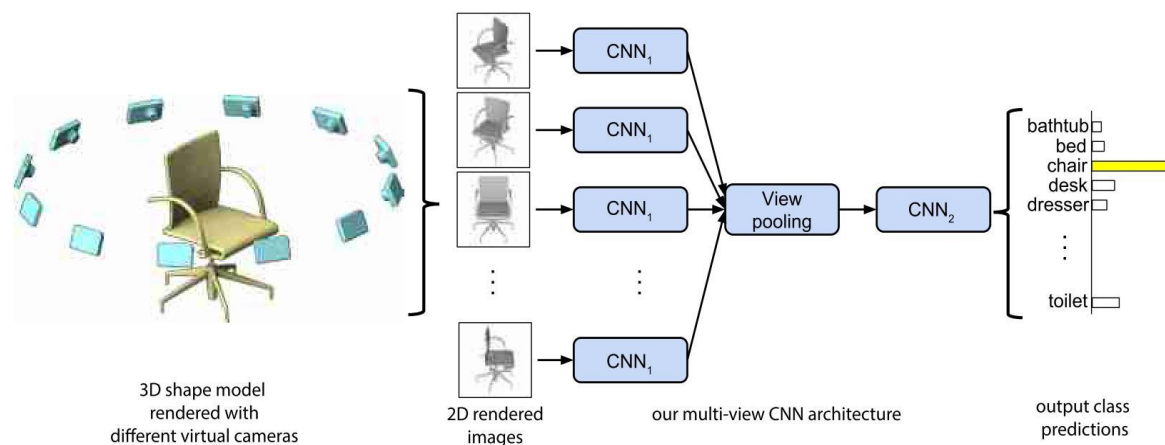 CNN₁
CNN₁
CNN₁
CNN₁
View
pooling
CNN₂
bathtub
bed
chair
desk
dresser
toilet
3D shape model
rendered with
different virtual cameras
2D rendered
images
our multi-view CNN architecture
output class
predictions